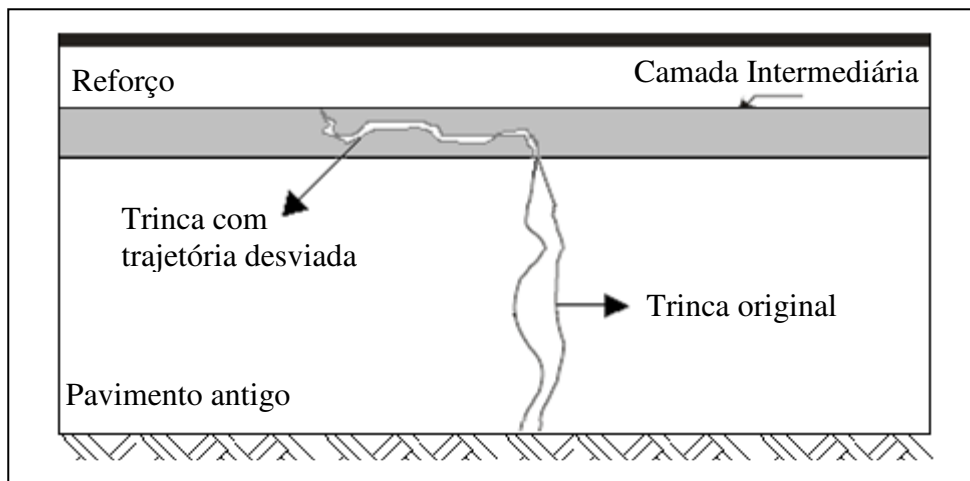 Reforço
Camada Intermediária
Trinca com
trajetória desviada
Trinca original
Pavimento antigo